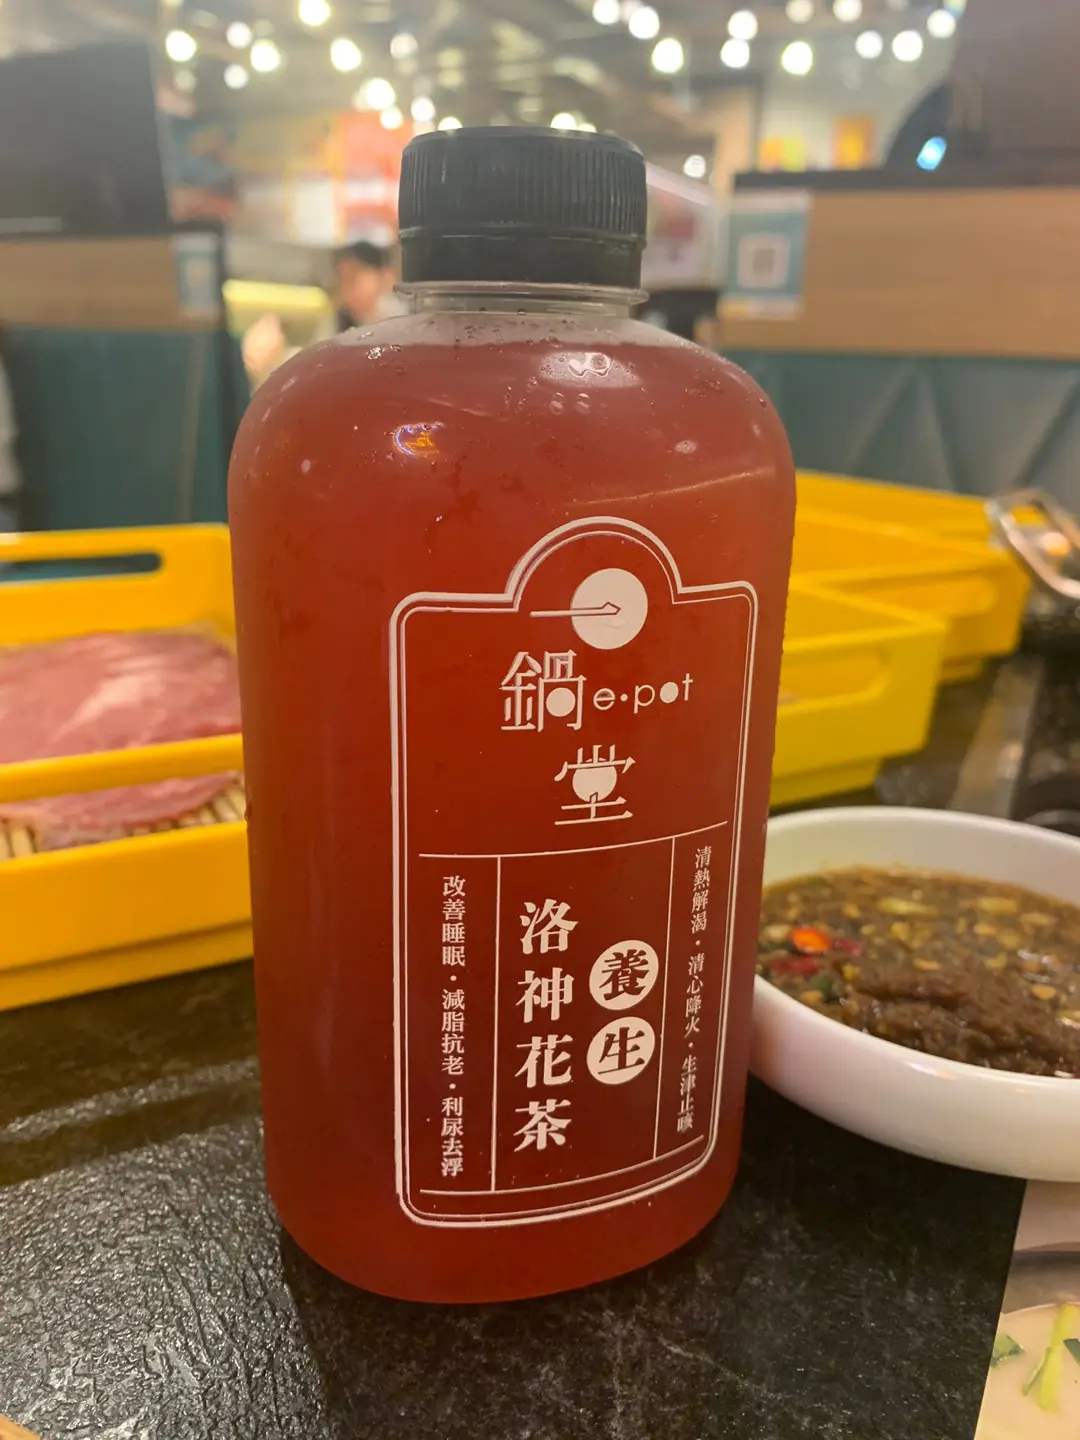 一鍋堂
e·pot
清熱解渴·清心降火·生津止咳
養生
洛神花茶
改善睡眠·減脂抗老·利尿去浮